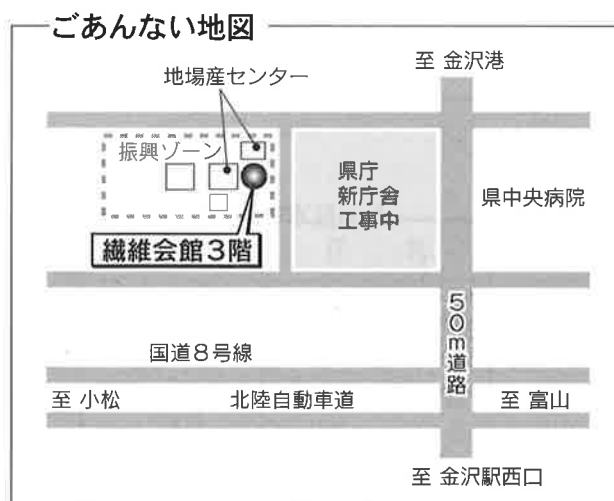 ごあんない地図
至 金沢港
地場産センター
振興ゾーン
県庁
新庁舎
工事中
県中央病院
繊維会館3階
50m道路
国道8号線
至 小松
北陸自動車道
至 富山
至 金沢駅西口